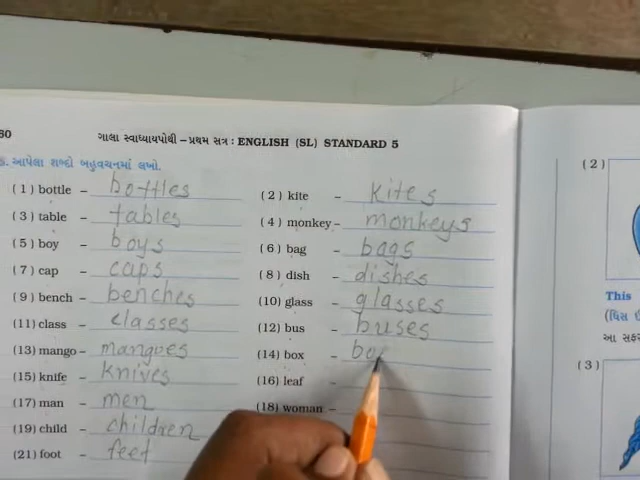 80 ગાલા સ્વાધ્યાયપોથી – પ્રથમ સત્ર : ENGLISH (SL) STANDARD 5
ક. આપેલા શબ્દો બહુવચનમાં લખો.
(1) bottle – bottles (2) kite – kites
(3) table – tables (4) monkey – monkeys
(5) boy – boys (6) bag – bags
(7) cap – caps (8) dish – dishes
(9) bench – benches (10) glass – glasses
(11) class – classes (12) bus – buses
(13) mango – mangoes (14) box – bo
(15) knife – knives (16) leaf –
(17) man – men (18) woman –
(19) child – children
(21) foot – feet
(2)
This
(ધિસ
આ સફર
(3)